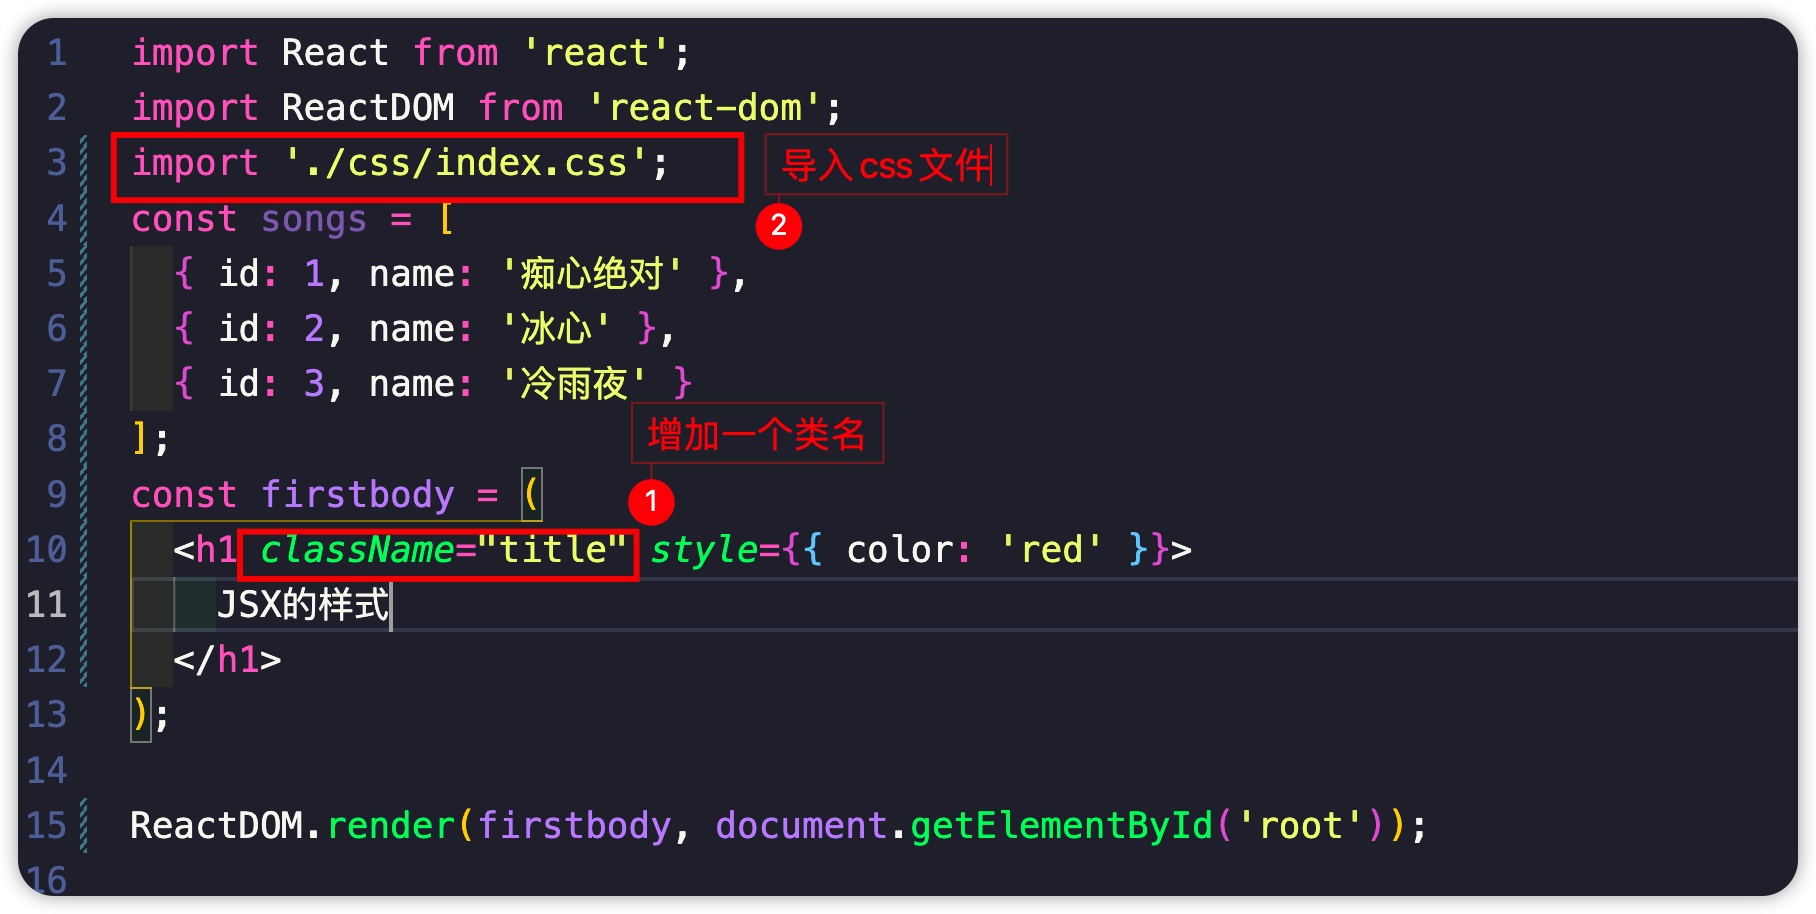 1 import React from 'react';
2 import ReactDOM from 'react-dom';
3 import './css/index.css'; 导入 css 文件
2
4 const songs = [
5 { id: 1, name: '痴心绝对' },
6 { id: 2, name: '冰心' },
7 { id: 3, name: '冷雨夜' }
增加一个类名
8 ];
1
9 const firstbody = (
10 <h1 className="title" style={{ color: 'red' }}>
11 JSX的样式
12 </h1>
13 );
14
15 ReactDOM.render(firstbody, document.getElementById('root'));
16